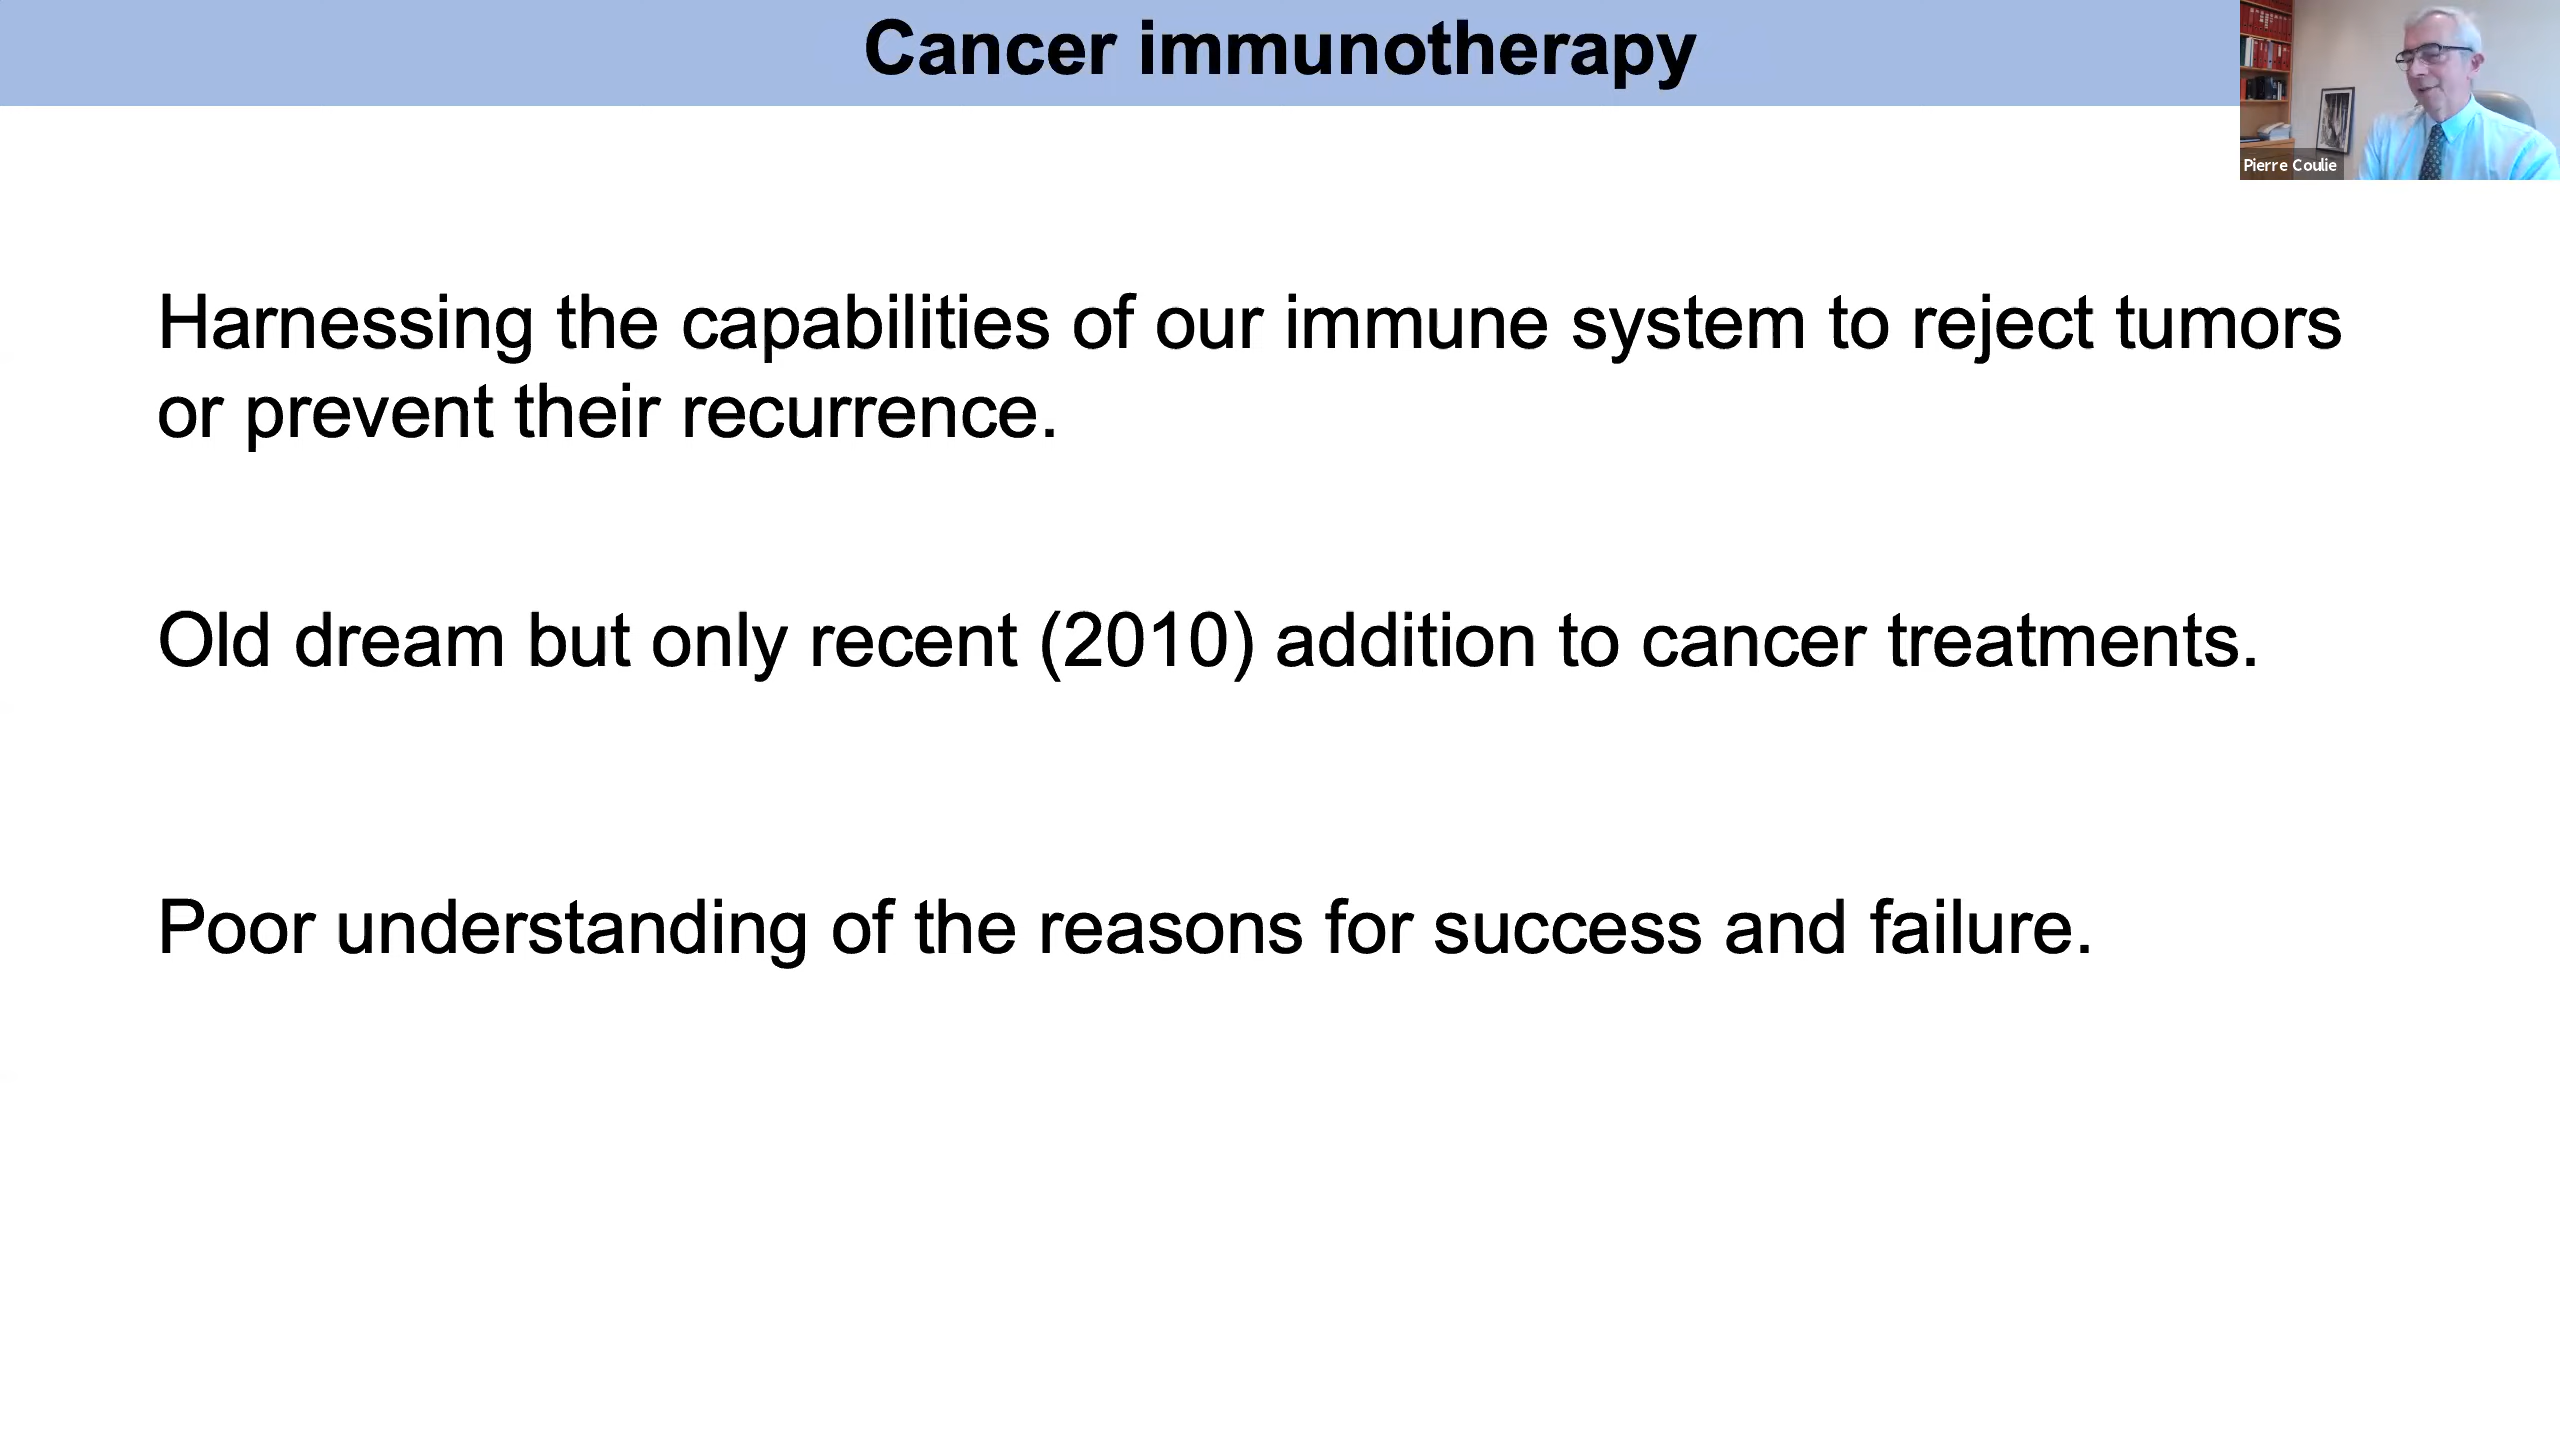 Cancer immunotherapy
Pierre Coulie
Harnessing the capabilities of our immune system to reject tumors
or prevent their recurrence.
Old dream but only recent (2010) addition to cancer treatments.
Poor understanding of the reasons for success and failure.